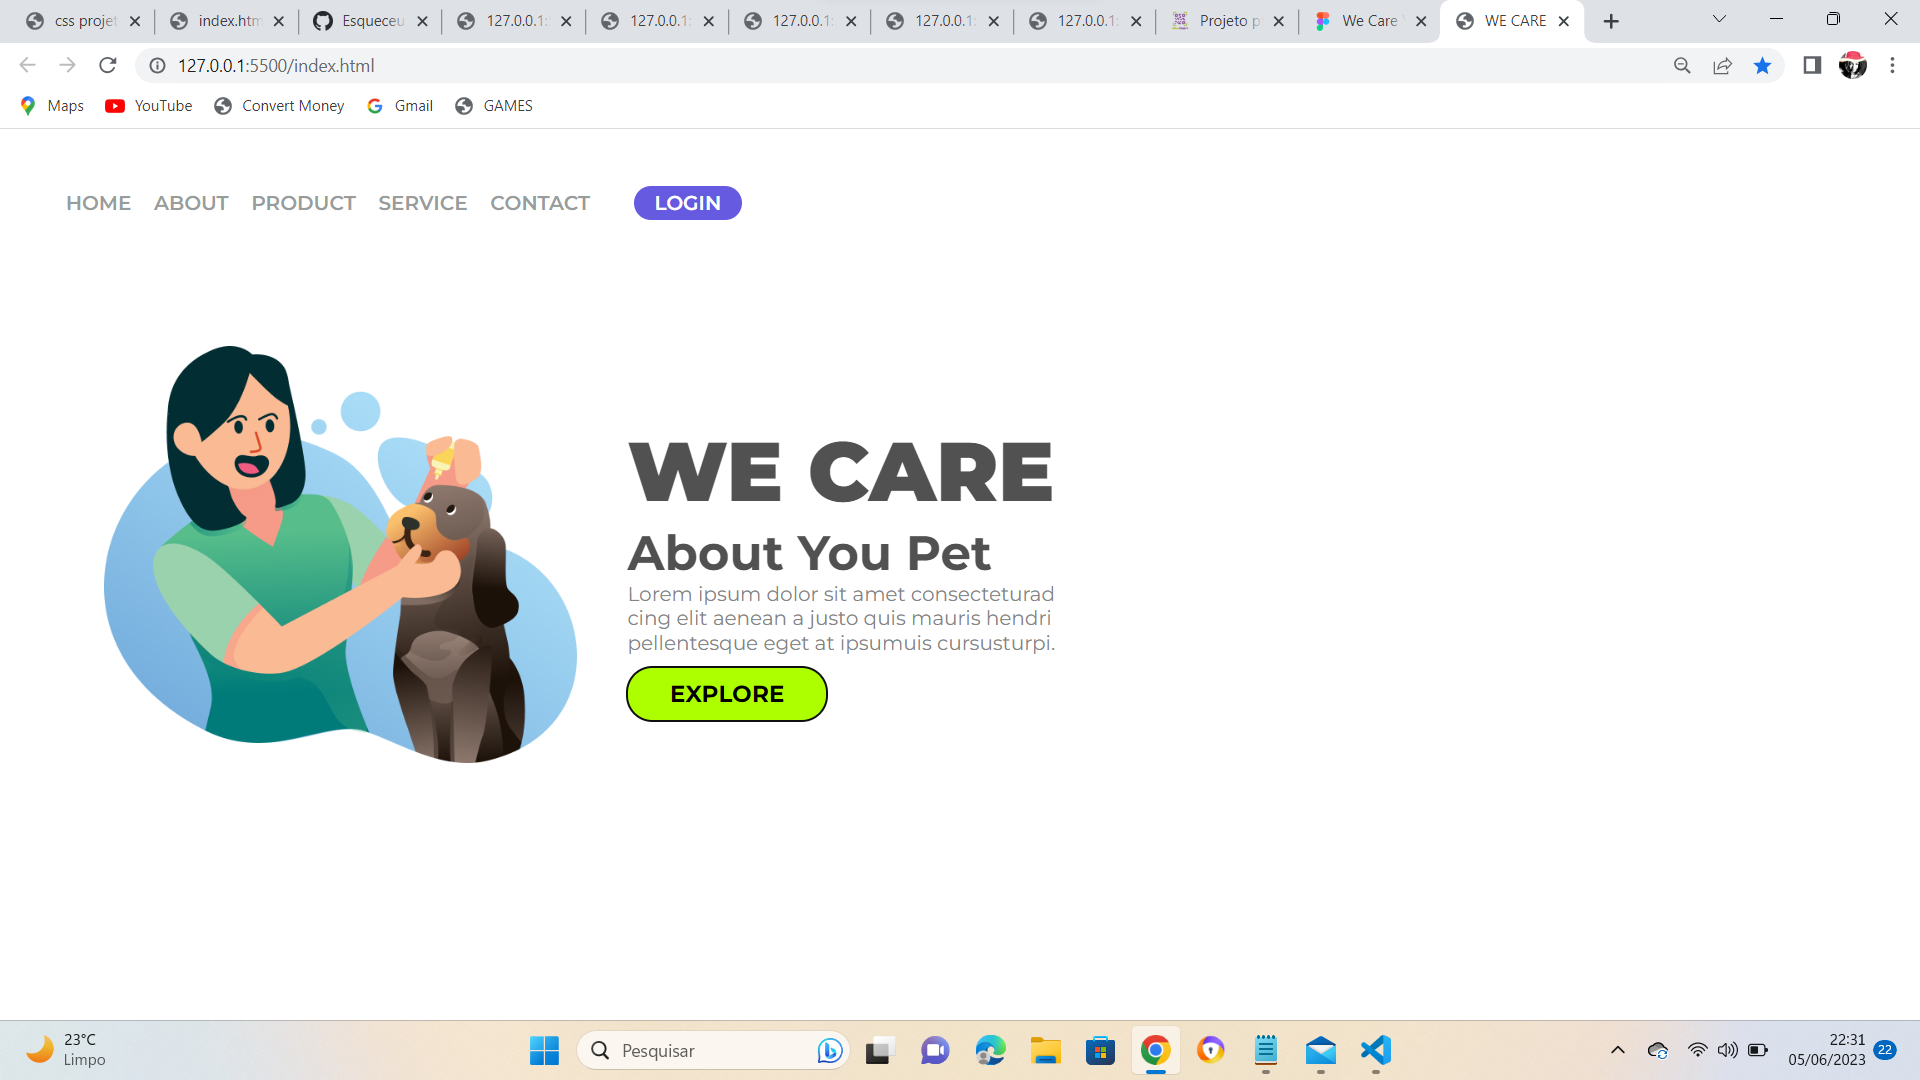 css projet
index.htm
Esqueceu
127.0.0.1:
127.0.0.1:
127.0.0.1:
127.0.0.1:
127.0.0.1:
Projeto p
We Care
WE CARE
127.0.0.1:5500/index.html
Maps
YouTube
Convert Money
Gmail
GAMES
HOME ABOUT PRODUCT SERVICE CONTACT LOGIN
WE CARE
About You Pet
Lorem ipsum dolor sit amet consecteturad
cing elit aenean a justo quis mauris hendri
pellentesque eget at ipsumuis cursusturpi.
EXPLORE
23°C
Limpo
Pesquisar
22:31
05/06/2023
22